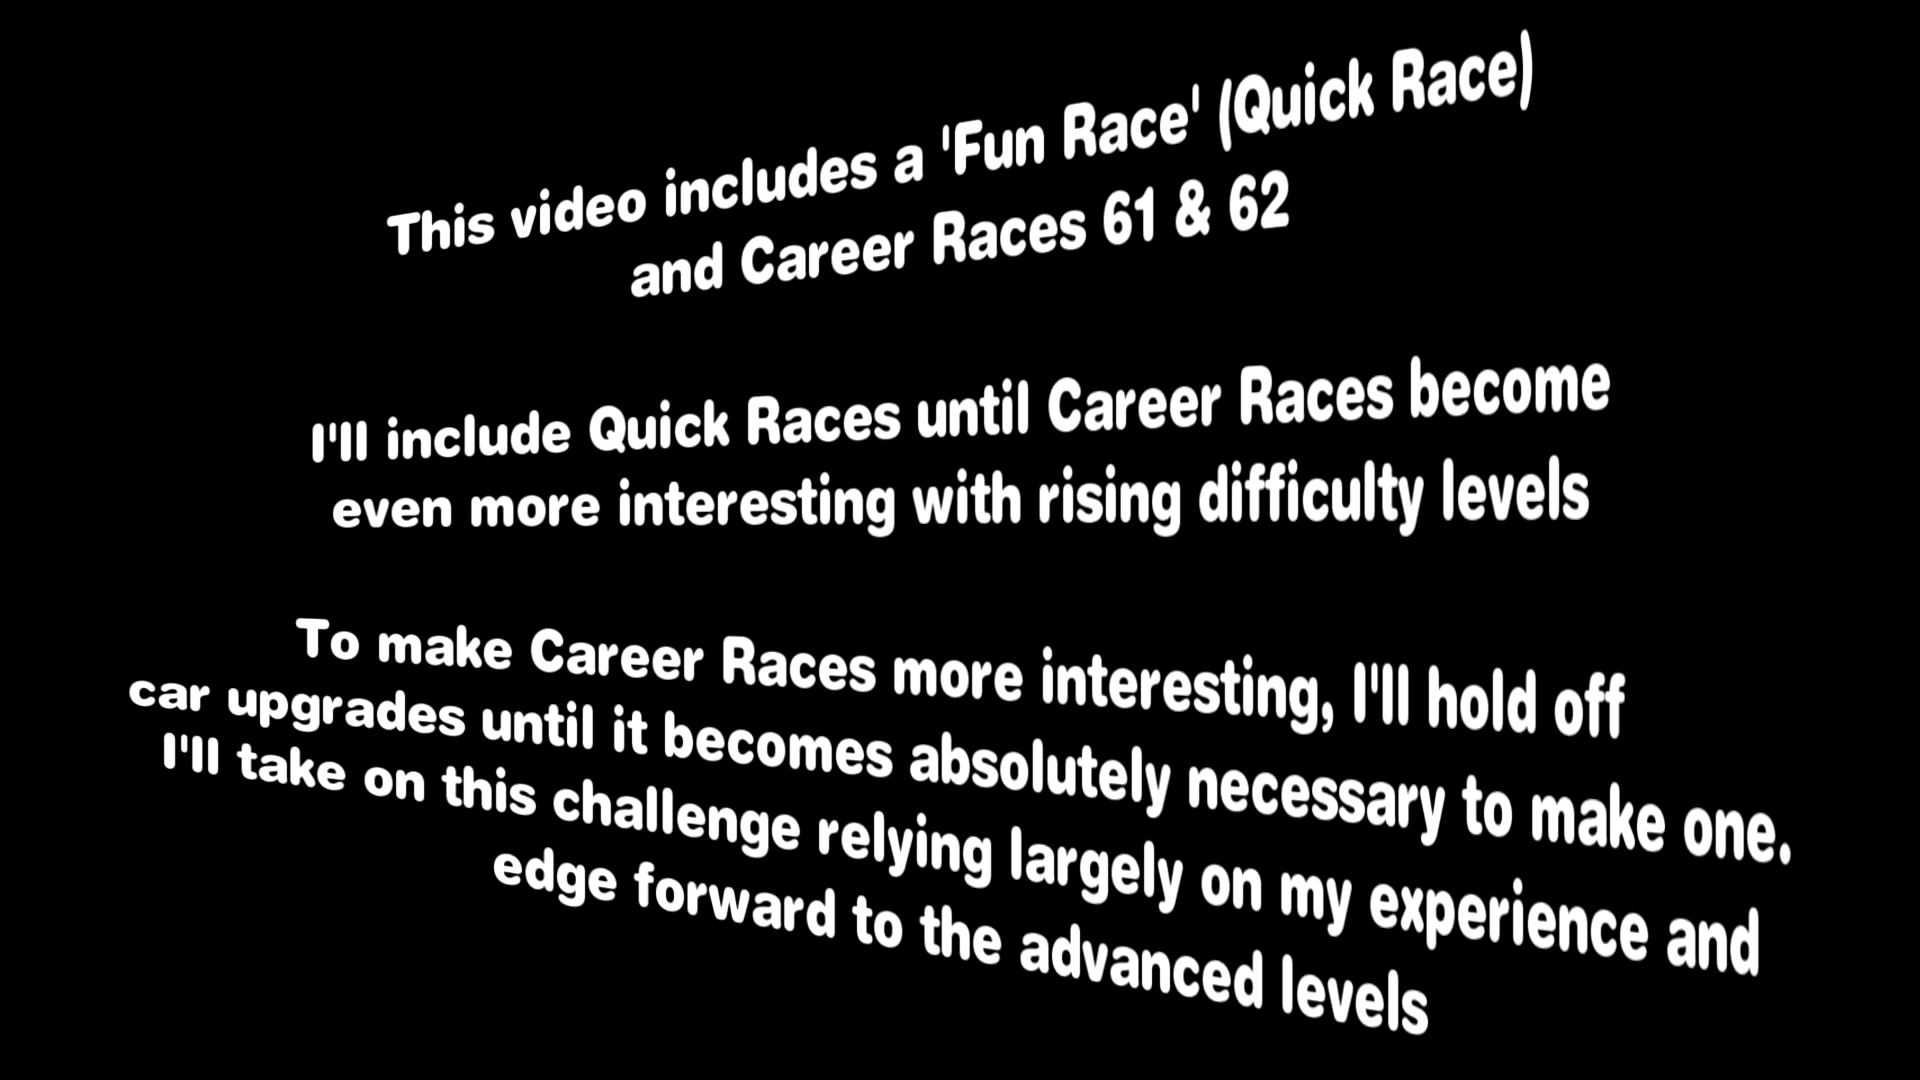 This video includes a 'Fun Race' (Quick Race)
and Career Races 61 & 62
I'll include Quick Races until Career Races become
even more interesting with rising difficulty levels
To make Career Races more interesting, I'll hold off
car upgrades until it becomes absolutely necessary to make one.
I'll take on this challenge relying largely on my experience and
edge forward to the advanced levels